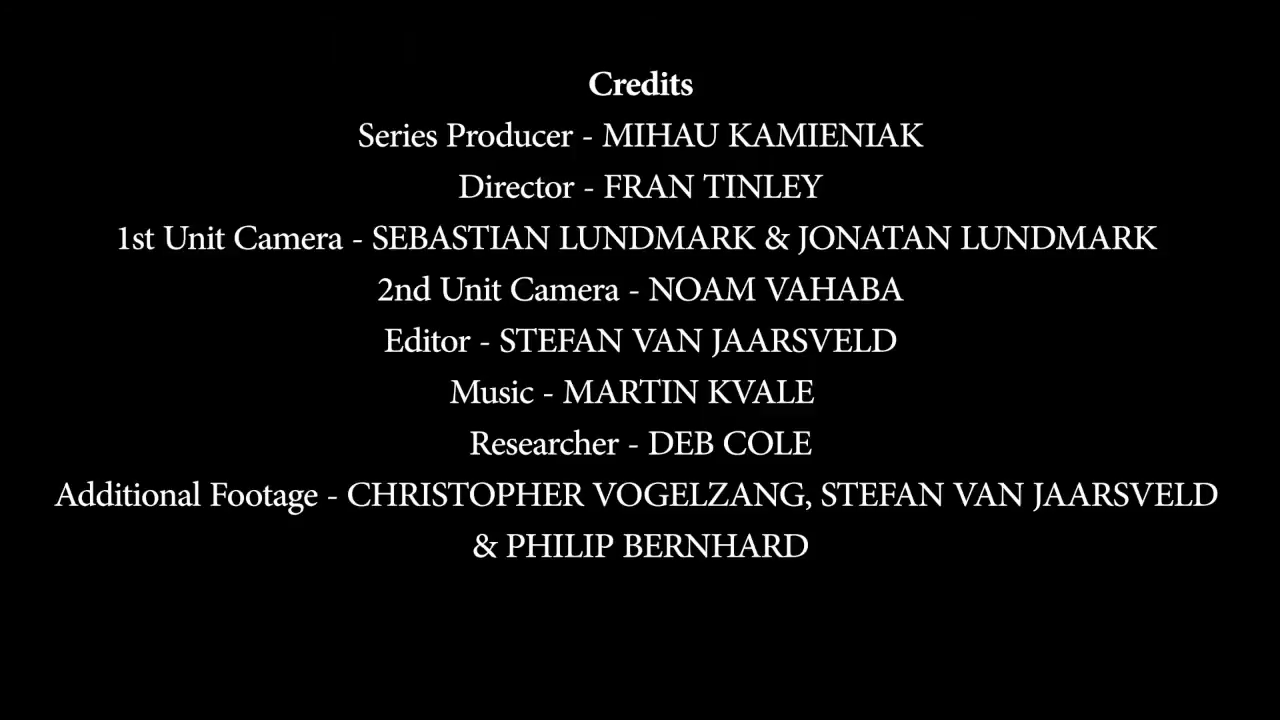 Credits
Series Producer - MIHAU KAMIENIAK
Director - FRAN TINLEY
1st Unit Camera - SEBASTIAN LUNDMARK & JONATAN LUNDMARK
2nd Unit Camera - NOAM VAHABA
Editor - STEFAN VAN JAARSVELD
Music - MARTIN KVALE
Researcher - DEB COLE
Additional Footage - CHRISTOPHER VOGELZANG, STEFAN VAN JAARSVELD
& PHILIP BERNHARD